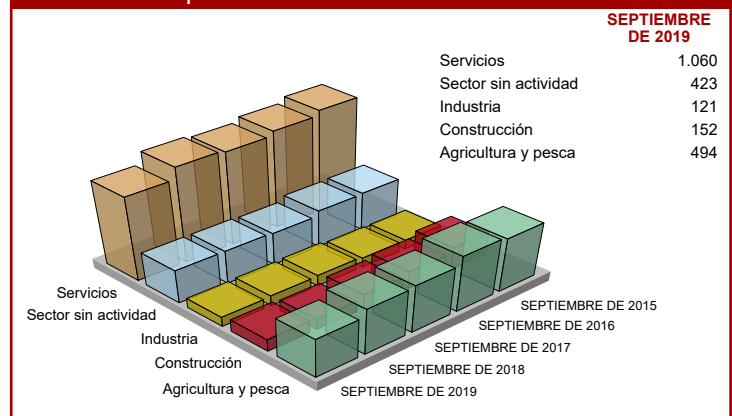 SEPTIEMBRE
DE 2019
Servicios 1.060
Sector sin actividad 423
Industria 121
Construcción 152
Agricultura y pesca 494
Servicios
Sector sin actividad
Industria
Construcción
Agricultura y pesca
SEPTIEMBRE DE 2015
SEPTIEMBRE DE 2016
SEPTIEMBRE DE 2017
SEPTIEMBRE DE 2018
SEPTIEMBRE DE 2019